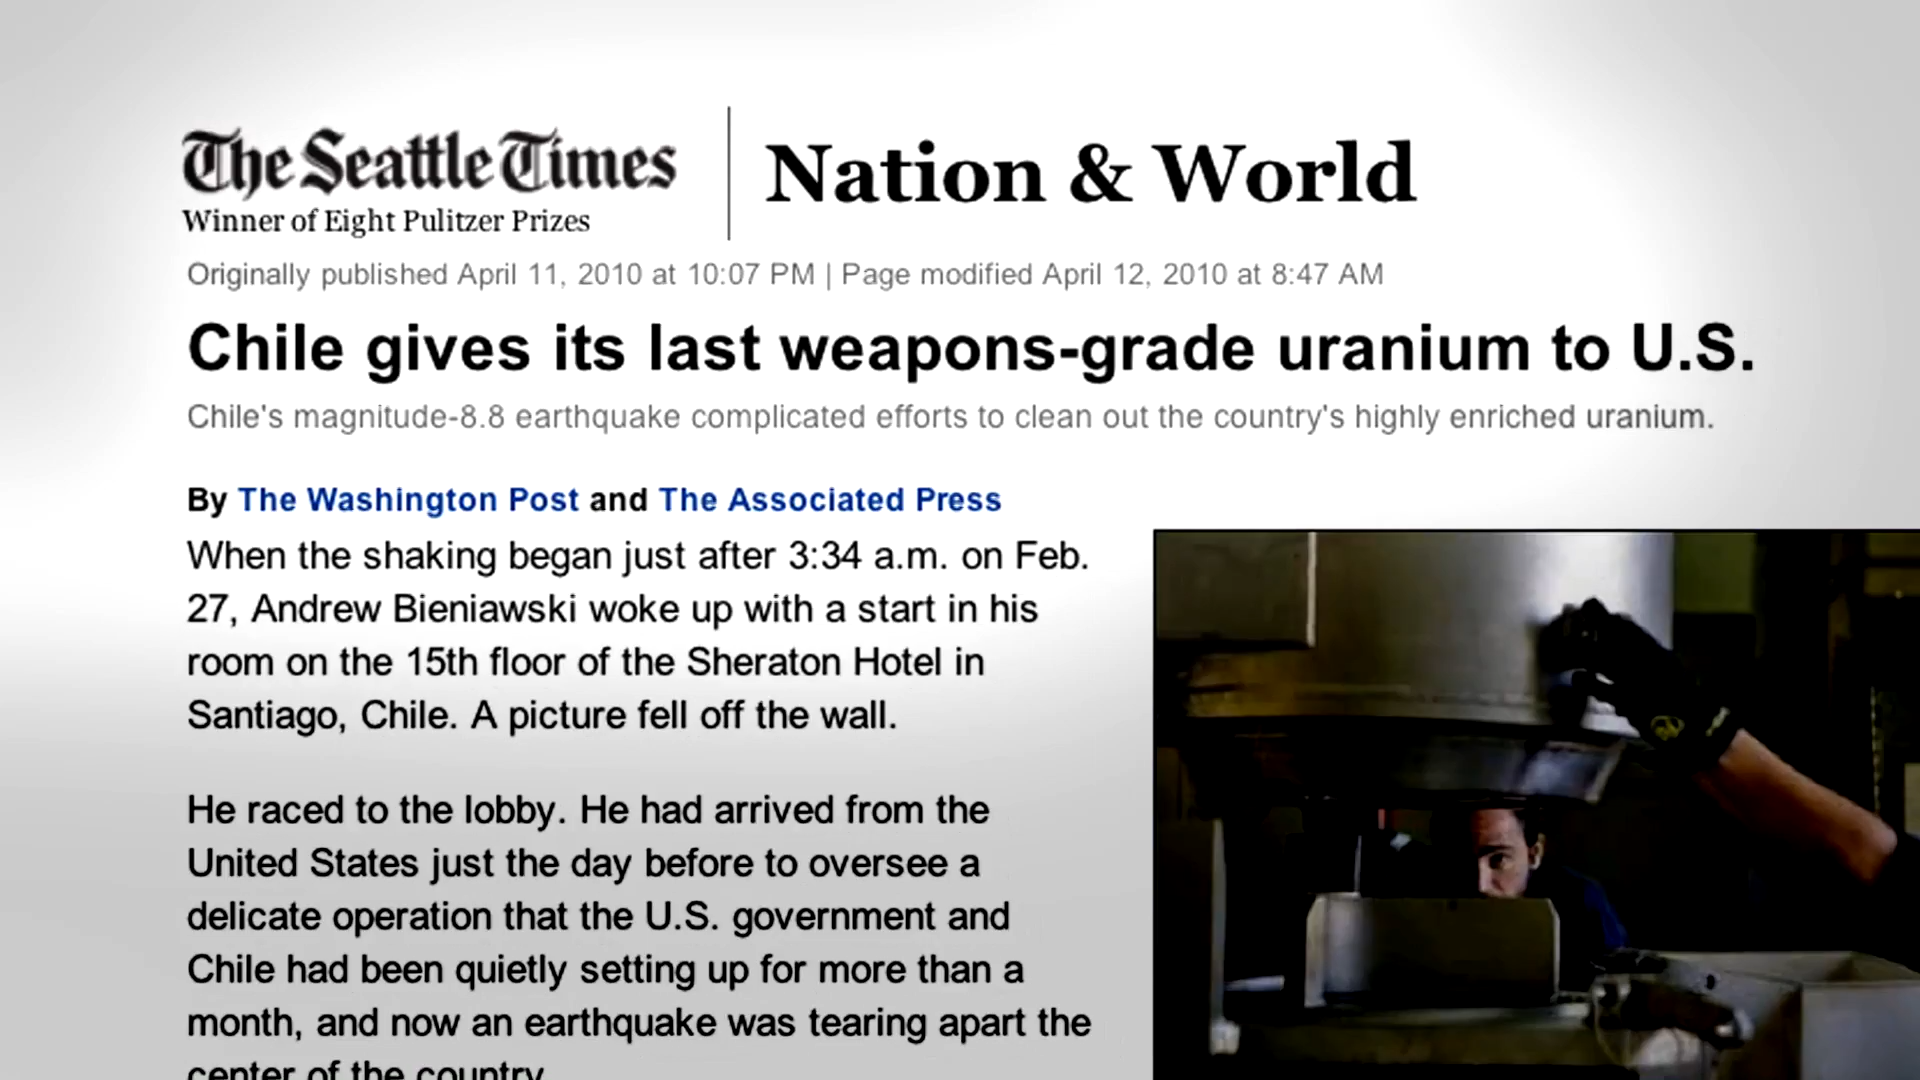 The Seattle Times
Winner of Eight Pulitzer Prizes
Nation & World
Originally published April 11, 2010 at 10:07 PM | Page modified April 12, 2010 at 8:47 AM
Chile gives its last weapons-grade uranium to U.S.
Chile's magnitude-8.8 earthquake complicated efforts to clean out the country's highly enriched uranium.
By The Washington Post and The Associated Press
When the shaking began just after 3:34 a.m. on Feb.
27, Andrew Bieniawski woke up with a start in his
room on the 15th floor of the Sheraton Hotel in
Santiago, Chile. A picture fell off the wall.
He raced to the lobby. He had arrived from the
United States just the day before to oversee a
delicate operation that the U.S. government and
Chile had been quietly setting up for more than a
month, and now an earthquake was tearing apart the
center of the country.